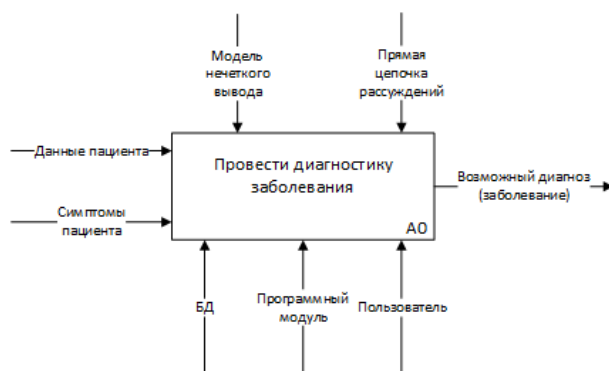 Модель
нечеткого
вывода
Прямая
цепочка
рассуждений
Данные пациента
Симптомы
пациента
Провести диагностику
заболевания
А0
Возможный диагноз
(заболевание)
БД
Программный
модуль
Пользователь